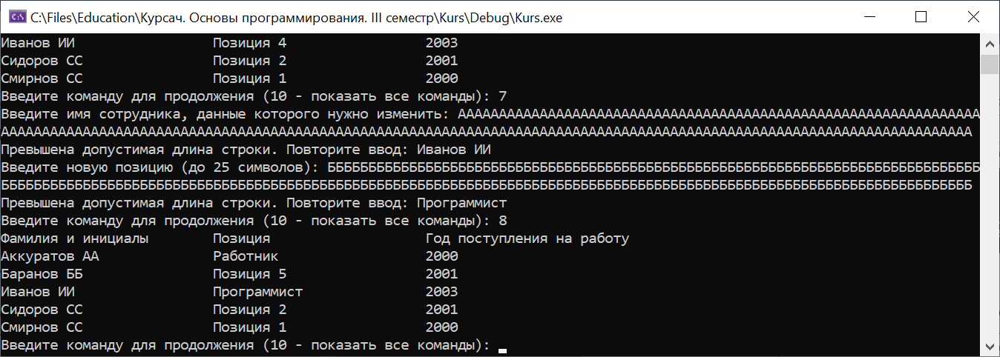 C:\Files\Education\Курсач. Основы программирования. III семестр\Kurs\Debug\Kurs.exe
Иванов ИИ Позиция 4 2003
Сидоров СС Позиция 2 2001
Смирнов СС Позиция 1 2000
Введите команду для продолжения (10 - показать все команды): 7
Введите имя сотрудника, данные которого нужно изменить: АААААААААААААААААААААААААААААААААААААААААААААААААААААААААААААААА
ААААААААААААААААААААААААААААААААААААААААААААААААААААААААААААААААААААААААААААААААААААААААААААААААААААААААААААААААААААААА
Превышена допустимая длина строки. Повторите ввод: Иванов ИИ
Введите новую позицию (до 25 символов): ББББББББББББББББББББББББББББББББББББББББББББББББББББББББББББББББББББББББББББББББ
БББББББББББББББББББББББББББББББББББББББББББББББББББББББББББББББББББББББББББББББББББББББББББББББББББББББББББББББББББББББББББББББББББ
Превышена допустимая длина строки. Повторите ввод: Программист
Введите команду для продолжения (10 - показать все команды): 8
Фамилия и инициалы Позиция Год поступления на работу
Аккуратов АА Работник 2000
Баранов ББ Позиция 5 2001
Иванов ИИ Программист 2003
Сидоров СС Позиция 2 2001
Смирнов СС Позиция 1 2000
Введите команду для продолжения (10 - показать все команды):